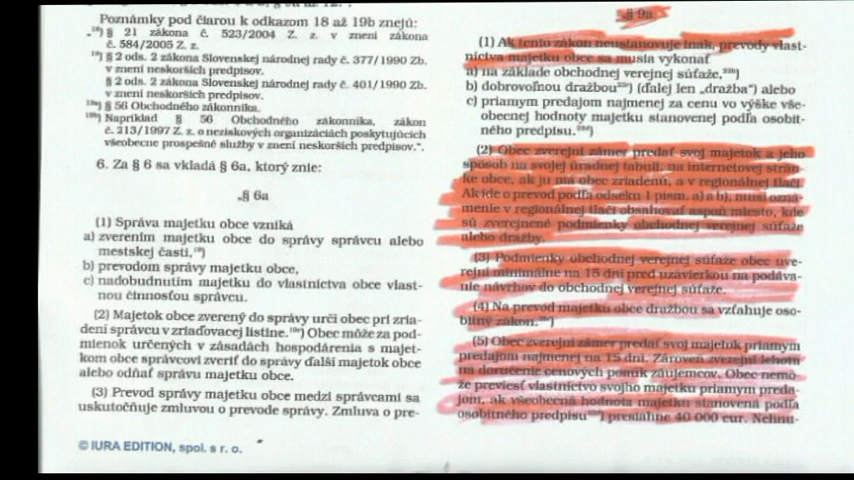 Poznámky pod čiarou k odkazom 18 až 19b znejú:
„¹⁸) § 21 zákona č. 523/2004 Z. z. v znení zákona
č. 584/2005 Z. z.
¹⁹) § 2 ods. 2 zákona Slovenskej národnej rady č. 377/1990 Zb.
v znení neskorších predpisov.
§ 2 ods. 2 zákona Slovenskej národnej rady č. 401/1990 Zb.
v znení neskorších predpisov.
¹⁹ᵃ) § 56 Obchodného zákonníka.
¹⁹ᵇ) Napríklad § 56 Obchodného zákonníka, zákon
č. 213/1997 Z. z. o neziskových organizáciách poskytujúcich
všeobecne prospešné služby v znení neskorších predpisov.“.
6. Za § 6 sa vkladá § 6a, ktorý znie:
„§ 6a
(1) Správa majetku obce vzniká
a) zverením majetku obce do správy správcu alebo
mestskej časti,
b) prevodom správy majetku obce,
c) nadobudnutím majetku do vlastníctva obce vlast-
nou činnosťou správcu.
(2) Majetok obce zverený do správy určí obec pri zria-
dení správcu v zriaďovacej listine. Obec môže za pod-
mienok určených v zásadách hospodárenia s majet-
kom obce správcovi zveriť do správy ďalší majetok obce
alebo odňať správu majetku obce.
(3) Prevod správy majetku obce medzi správcami sa
uskutočňuje zmluvou o prevode správy. Zmluva o pre-
© IURA EDITION, spol. s r. o.
„§ 9a
(1) Ak tento zákon neustanovuje inak, prevody vlast-
níctva majetku obce sa musia vykonať
a) na základe obchodnej verejnej súťaže,
b) dobrovoľnou dražbou (ďalej len „dražba“) alebo
c) priamym predajom najmenej za cenu vo výške vše-
obecnej hodnoty majetku stanovenej podľa osobit-
ného predpisu.
(2) Obec zverejní zámer predať svoj majetok a jeho
spôsob na svojej úradnej tabuli, na internetovej strán-
ke obce, ak ju má obec zriadenú, a v regionálnej tlači.
Ak ide o prevod podľa odseku 1 písm. a) a b), musí ozná-
menie v regionálnej tlači obsahovať aspoň miesto, kde
sú zverejnené podmienky obchodnej verejnej súťaže
alebo dražby.
(3) Podmienky obchodnej verejnej súťaže obec uve-
rejní minimálne na 15 dní pred uzávierkou na podáva-
nie návrhov do obchodnej verejnej súťaže.
(4) Na prevod majetku obce dražbou sa vzťahuje oso-
bitný zákon.
(5) Obec zverejní zámer predať svoj majetok priamym
predajom najmenej na 15 dní. Zároveň zverejní lehotu
na doručenie cenových ponúk záujemcov. Obec nemô-
že previesť vlastníctvo svojho majetku priamym preda-
jom, ak všeobecná hodnota majetku stanovená podľa
osobitného predpisu presiahne 40 000 eur. Nehnu-